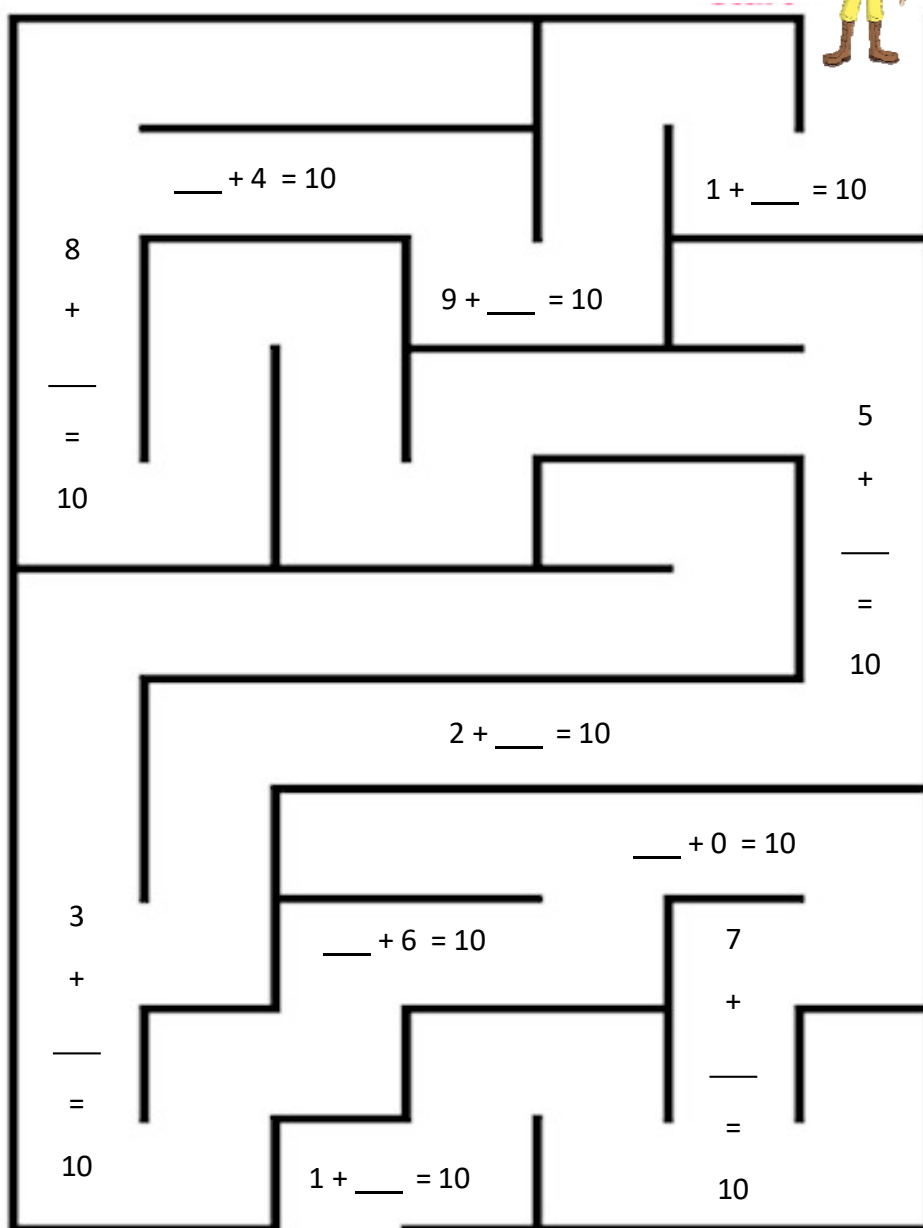 ___ + 4 = 10
1 + ___ = 10
8
+
___
=
10
9 + ___ = 10
5
+
___
=
10
2 + ___ = 10
___ + 0 = 10
3
+
___
=
10
___ + 6 = 10
7
+
___
=
10
1 + ___ = 10